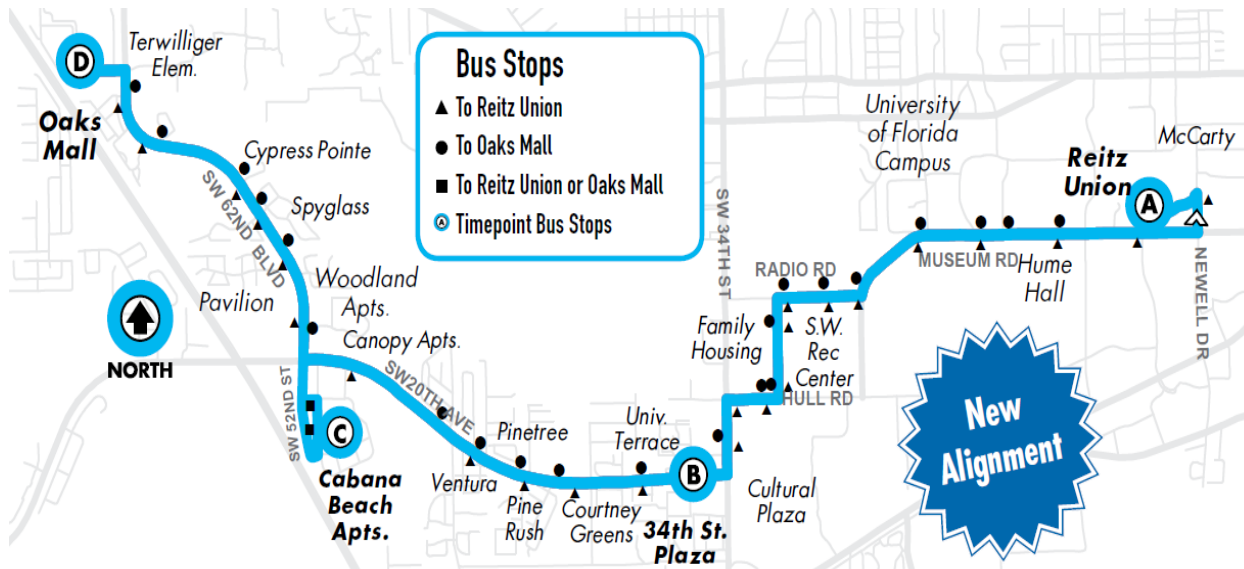 D
Terwilliger
Elem.
Oaks
Mall
Cypress Pointe
Spyglass
SW 62ND BLVD
Woodland
Apts.
Pavilion
Canopy Apts.
NORTH
SW 52ND ST
SW20TH AVE
C
Cabana
Beach
Apts.
Bus Stops
To Reitz Union
To Oaks Mall
To Reitz Union or Oaks Mall
A Timepoint Bus Stops
Ventura
Pinetree
Pine
Rush
Courtney
Greens
Univ.
Terrace
B
34th St.
Plaza
SW 34TH ST
Cultural
Plaza
HULL RD
Family
Housing
RADIO RD
S.W.
Rec
Center
University
of Florida
Campus
MUSEUM RD
Hume
Hall
Reitz
Union
A
McCarty
NEWELL DR
New
Alignment